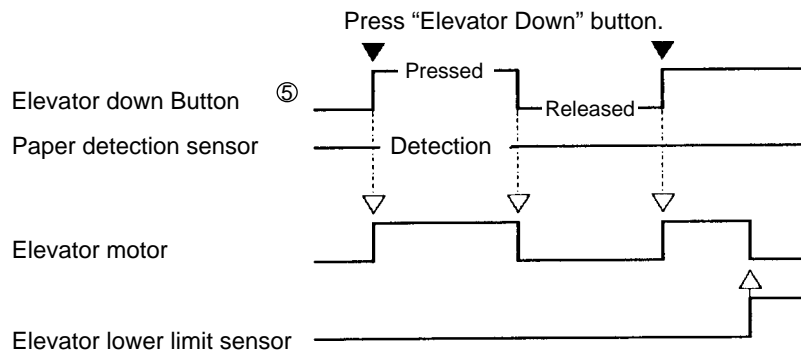 Press “Elevator Down” button.
Pressed
Elevator down Button ⑤
Released
Paper detection sensor Detection
Elevator motor
Elevator lower limit sensor